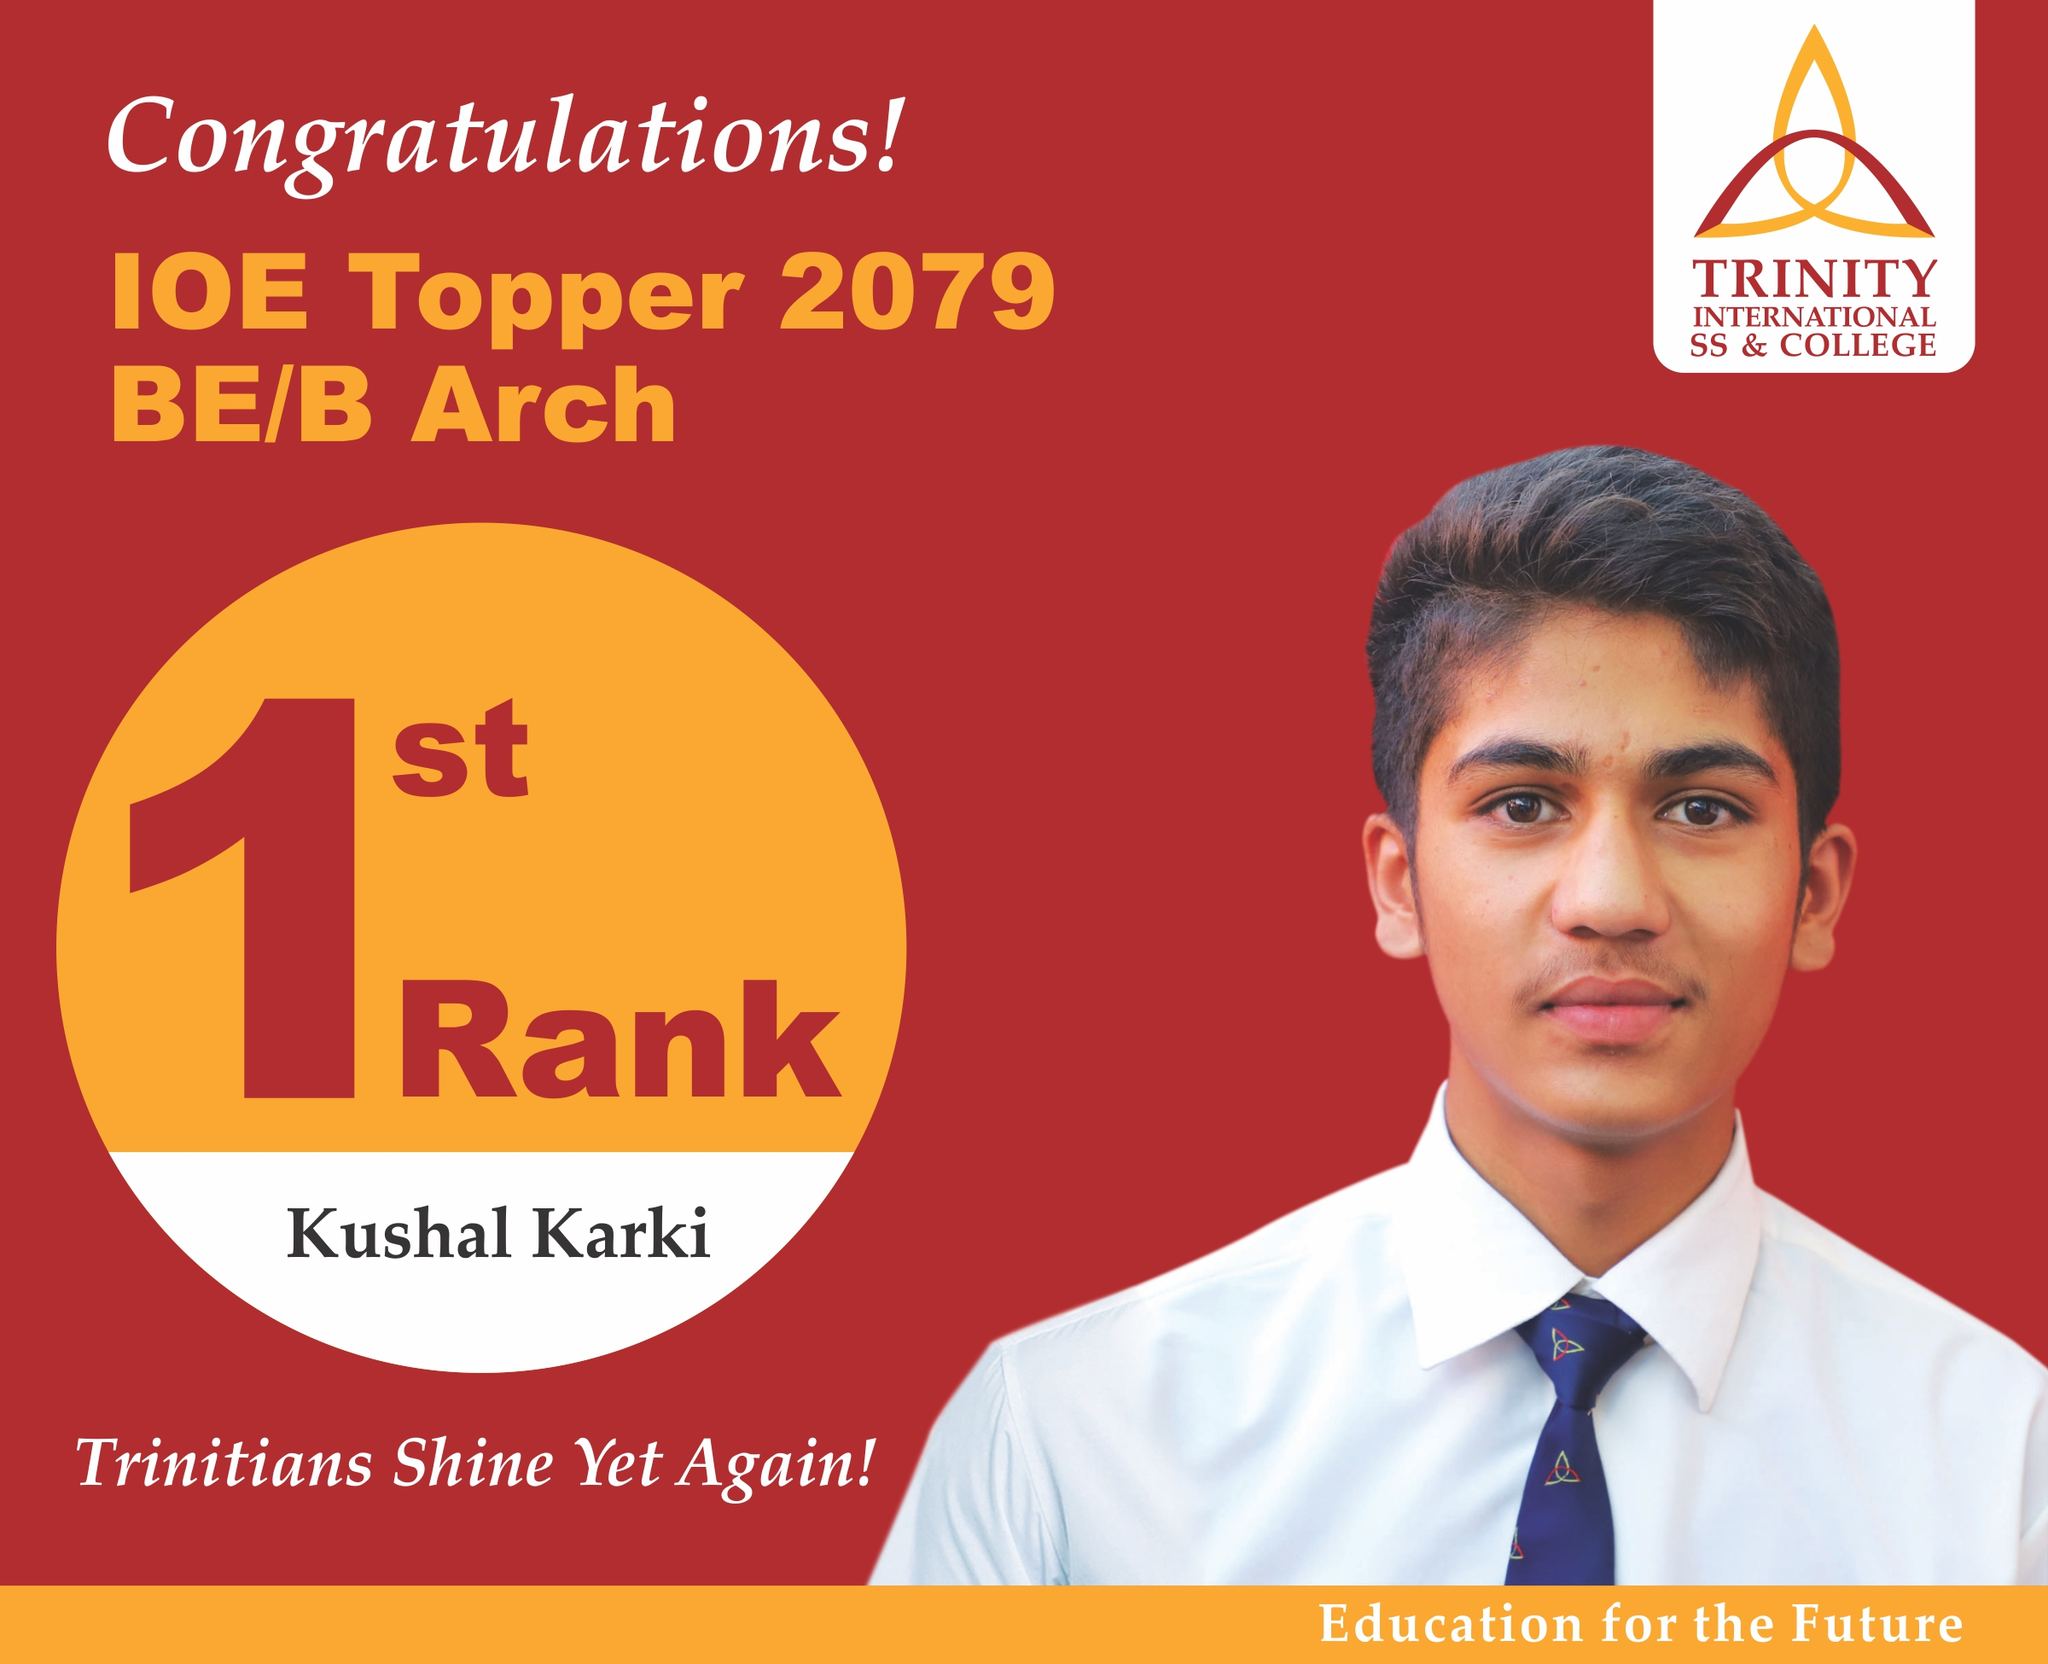 Congratulations!
IOE Topper 2079
BE/B Arch
TRINITY
INTERNATIONAL
SS & COLLEGE
1st
Rank
Kushal Karki
Trinitians Shine Yet Again!
Education for the Future